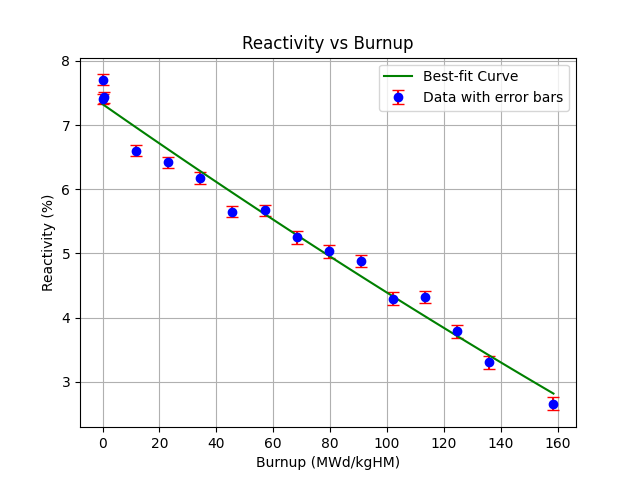 Reactivity vs Burnup
Best-fit Curve
Data with error bars
8
7
6
5
4
3
Reactivity (%)
0 20 40 60 80 100 120 140 160
Burnup (MWd/kgHM)